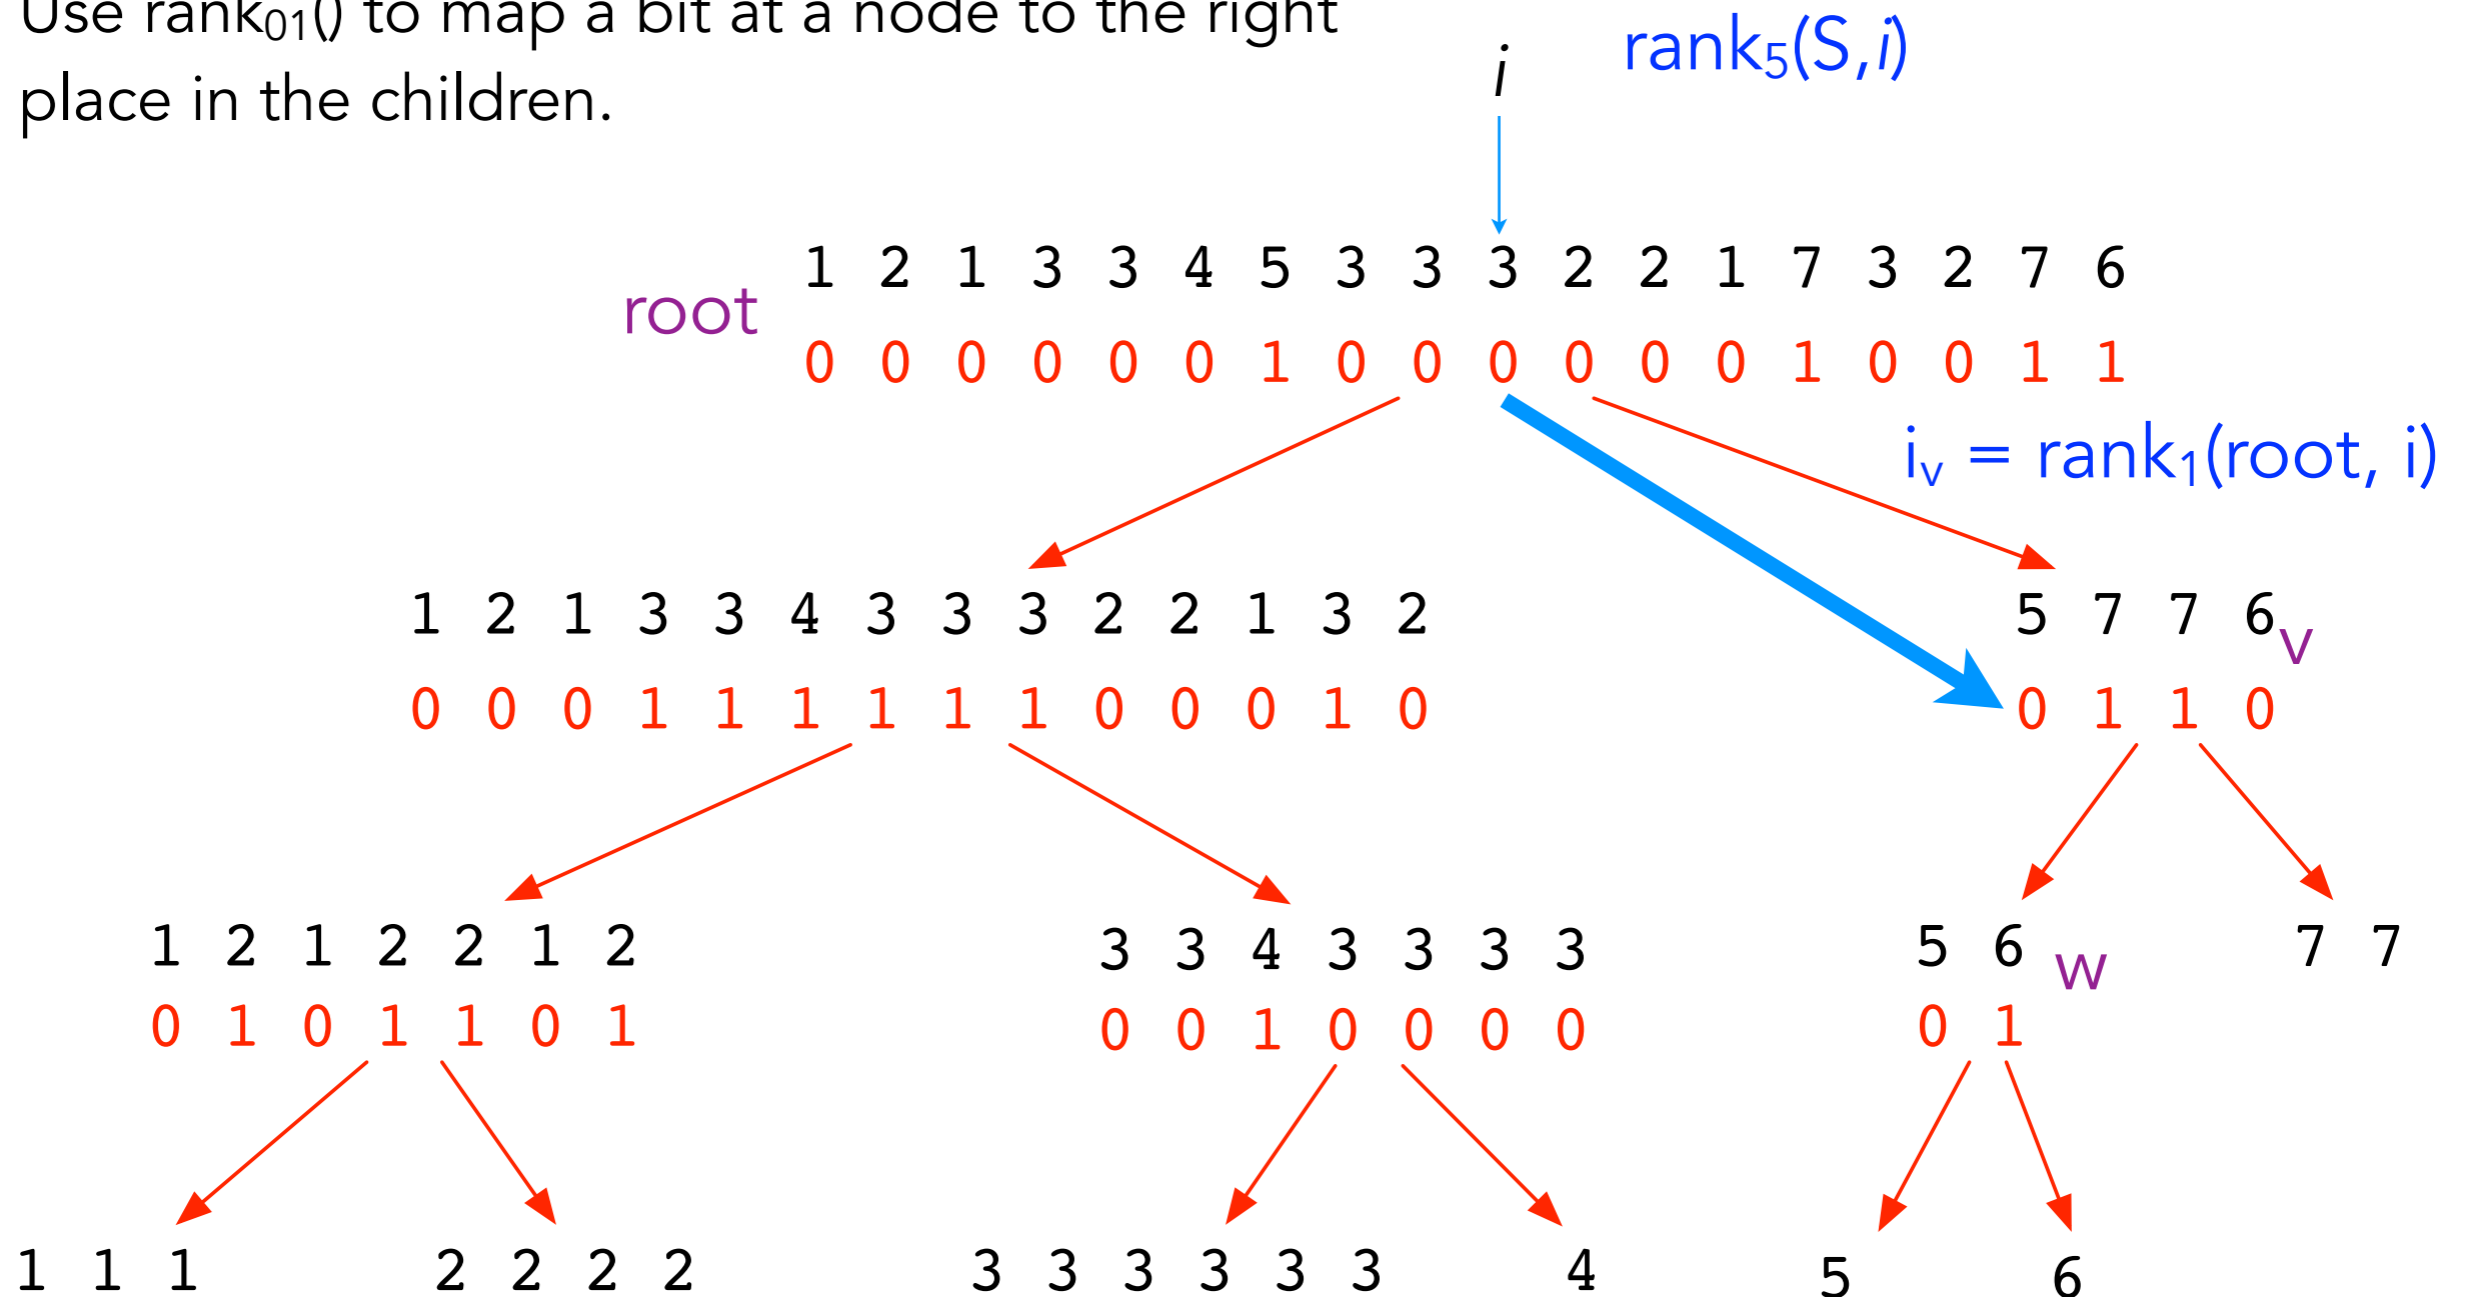 Use rank₀₁() to map a bit at a node to the right
place in the children.
i
rank₅(S,i)
1 2 1 3 3 4 5 3 3 3 2 2 1 7 3 2 7 6
root
0 0 0 0 0 0 1 0 0 0 0 0 0 1 0 0 1 1
iᵥ = rank₁(root, i)
1 2 1 3 3 4 3 3 3 2 2 1 3 2
0 0 0 1 1 1 1 1 1 0 0 0 1 0
5 7 7 6 v
0 1 1 0
1 2 1 2 2 1 2
0 1 0 1 1 0 1
3 3 4 3 3 3 3
0 0 1 0 0 0 0
5 6 w
0 1
7 7
1 1 1
2 2 2 2
3 3 3 3 3 3
4
5
6